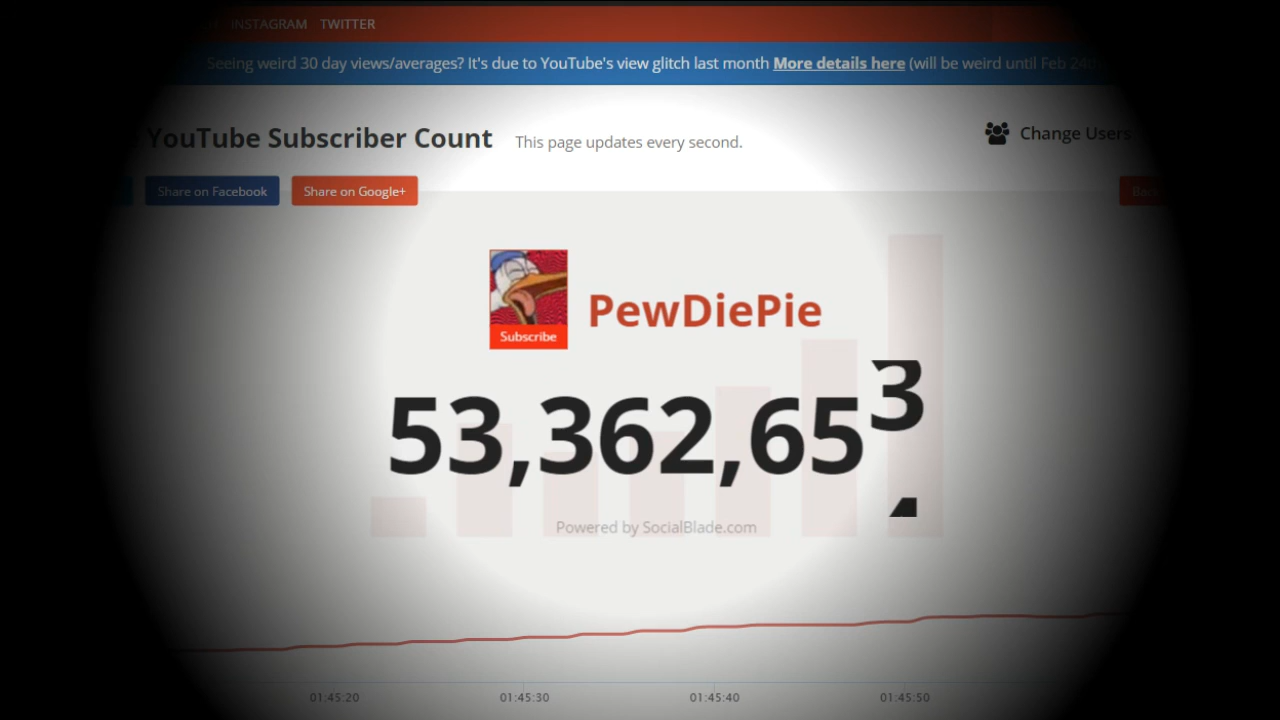 INSTAGRAM TWITTER
Seeing weird 30 day views/averages? It's due to YouTube's view glitch last month More details here (will be weird until Feb 24
YouTube Subscriber Count This page updates every second. Change Users
Share on Facebook Share on Google+
PewDiePie
Subscribe
53,362,653
4
Powered by SocialBlade.com
01:45:20 01:45:30 01:45:40 01:45:50